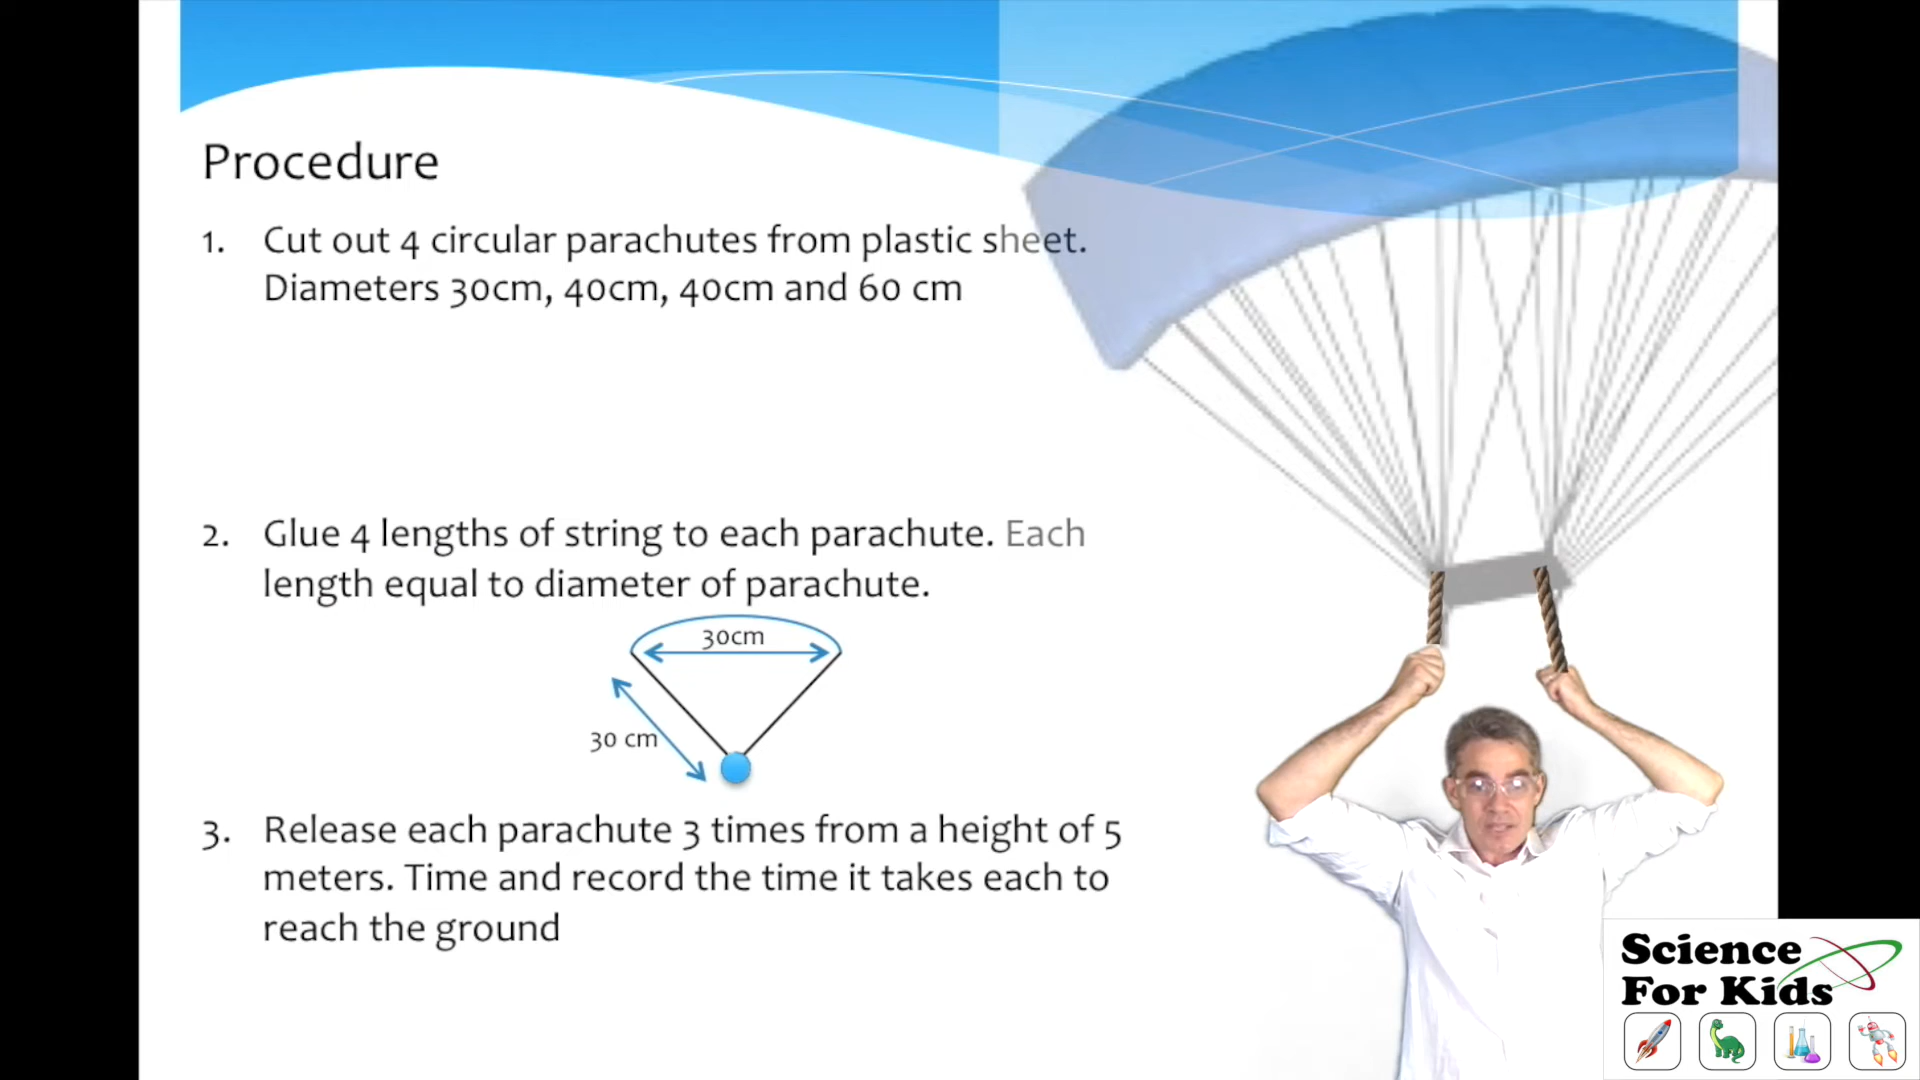 Procedure
1. Cut out 4 circular parachutes from plastic sheet.
Diameters 30cm, 40cm, 40cm and 60 cm
2. Glue 4 lengths of string to each parachute. Each
length equal to diameter of parachute.
30cm
30 cm
3. Release each parachute 3 times from a height of 5
meters. Time and record the time it takes each to
reach the ground
Science
For Kids